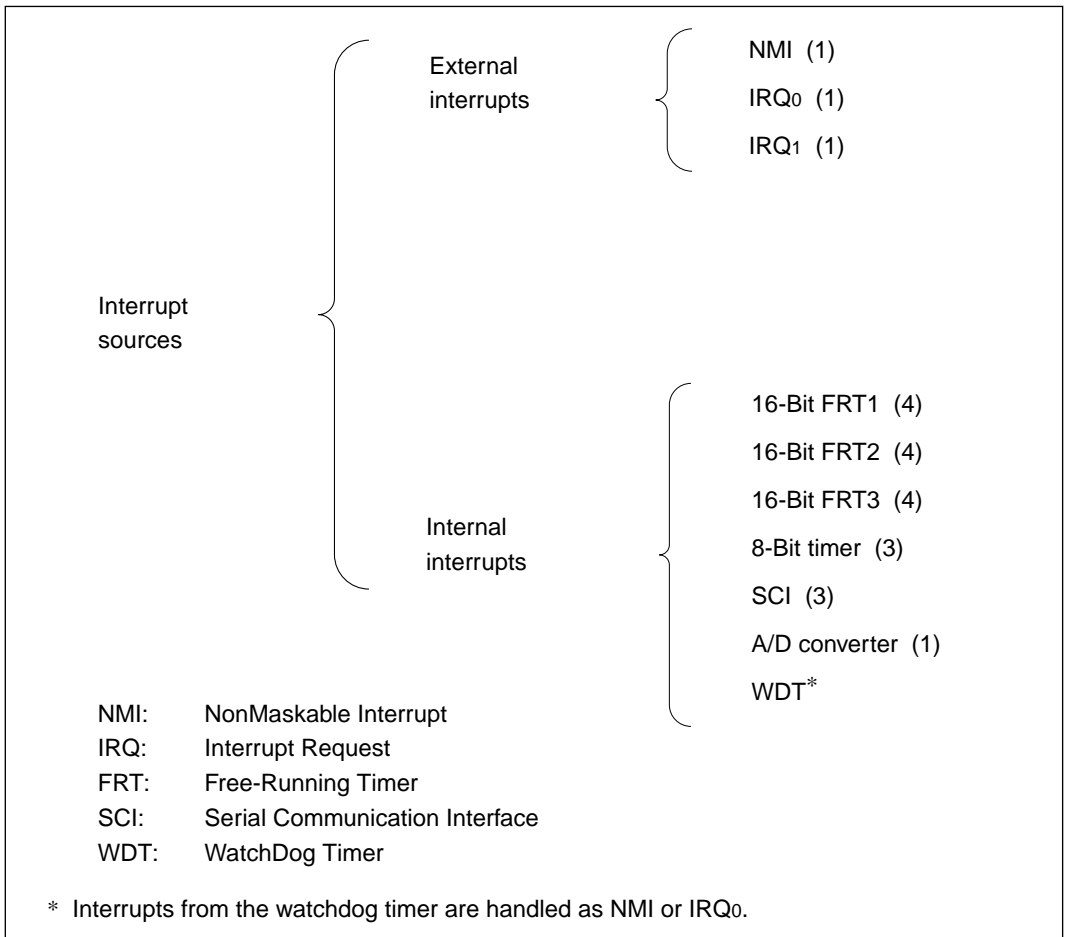 External
interrupts
NMI (1)
IRQ0 (1)
IRQ1 (1)
Interrupt
sources
Internal
interrupts
16-Bit FRT1 (4)
16-Bit FRT2 (4)
16-Bit FRT3 (4)
8-Bit timer (3)
SCI (3)
A/D converter (1)
WDT*
NMI: NonMaskable Interrupt
IRQ: Interrupt Request
FRT: Free-Running Timer
SCI: Serial Communication Interface
WDT: WatchDog Timer
* Interrupts from the watchdog timer are handled as NMI or IRQ0.